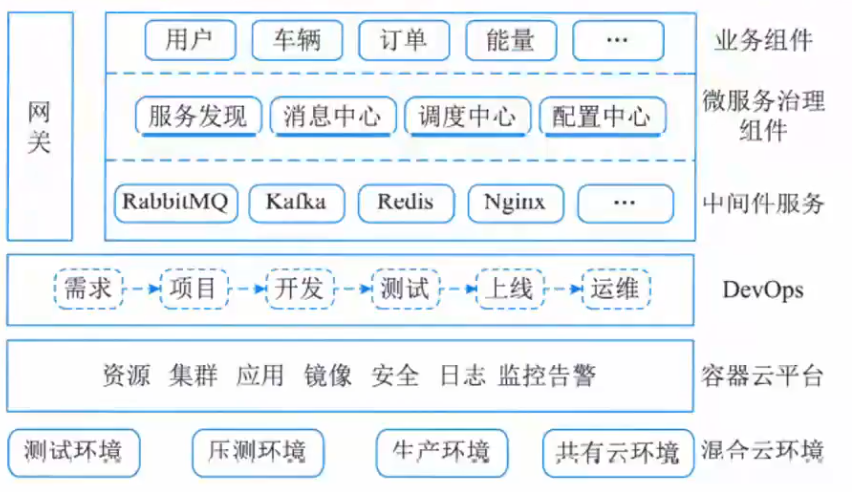 网关
用户 车辆 订单 能量 ... 业务组件
服务发现 消息中心 调度中心 配置中心 微服务治理组件
RabbitMQ Kafka Redis Nginx ... 中间件服务
需求 项目 开发 测试 上线 运维 DevOps
资源 集群 应用 镜像 安全 日志 监控告警 容器云平台
测试环境 压测环境 生产环境 共有云环境 混合云环境